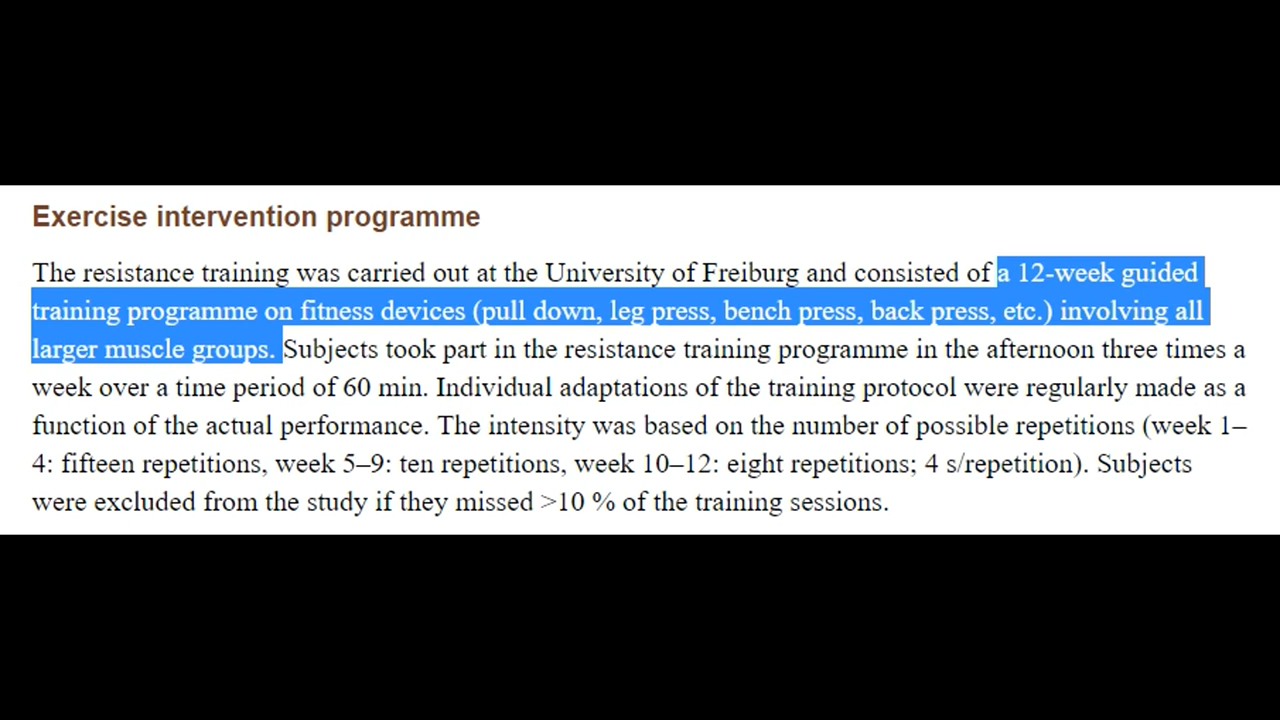 Exercise intervention programme
The resistance training was carried out at the University of Freiburg and consisted of a 12-week guided
training programme on fitness devices (pull down, leg press, bench press, back press, etc.) involving all
larger muscle groups. Subjects took part in the resistance training programme in the afternoon three times a
week over a time period of 60 min. Individual adaptations of the training protocol were regularly made as a
function of the actual performance. The intensity was based on the number of possible repetitions (week 1–
4: fifteen repetitions, week 5–9: ten repetitions, week 10–12: eight repetitions; 4 s/repetition). Subjects
were excluded from the study if they missed >10 % of the training sessions.